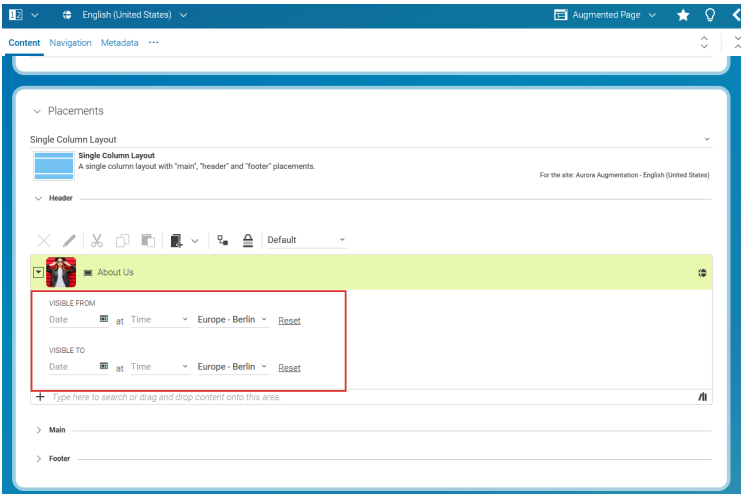 12 English (United States) Augmented Page
Content Navigation Metadata •••
Placements
Single Column Layout
Single Column Layout
A single column layout with "main", "header" and "footer" placements.
For the site: Aurora Augmentation - English (United States)
Header
Default
About Us
VISIBLE FROM
Date at Time Europe - Berlin Reset
VISIBLE TO
Date at Time Europe - Berlin Reset
Type here to search or drag and drop content onto this area.
Main
Footer